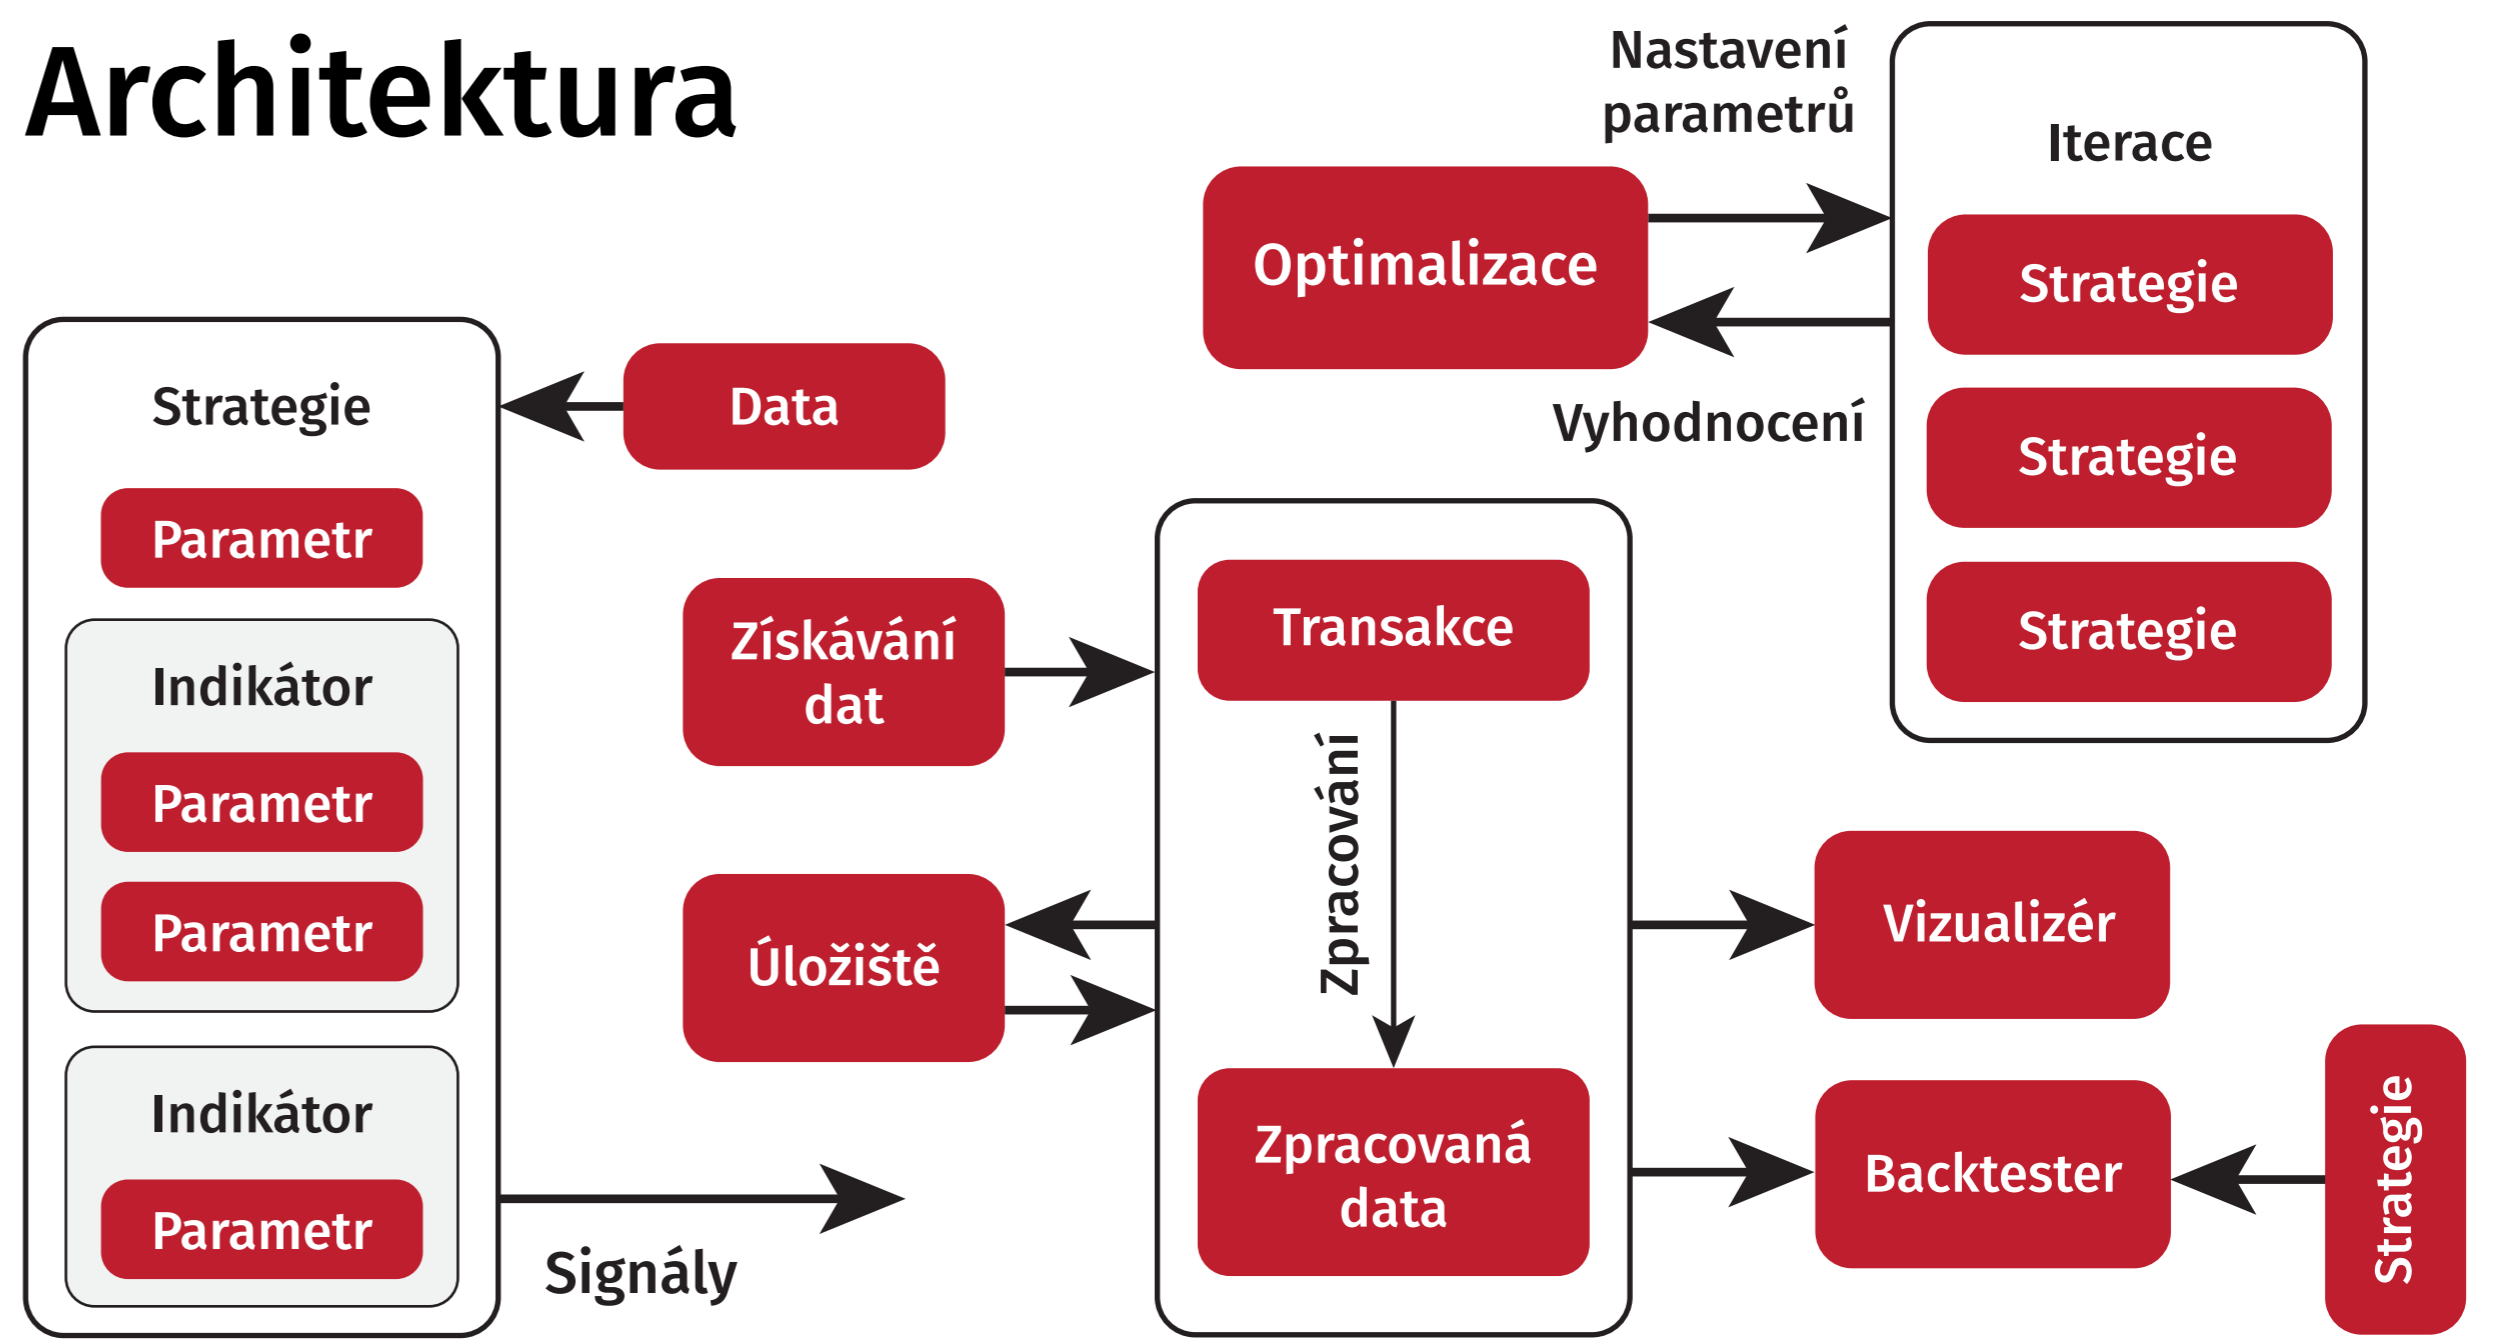 Architektura
Strategie
Parametr
Indikátor
Parametr
Parametr
Indikátor
Parametr
Data
Signály
Získávání
dat
Úložiště
Transakce
Zpracování
Zpracovaná
data
Optimalizace
Nastavení
parametrů
Vyhodnocení
Iterace
Strategie
Strategie
Strategie
Vizualizér
Backtester
Strategie